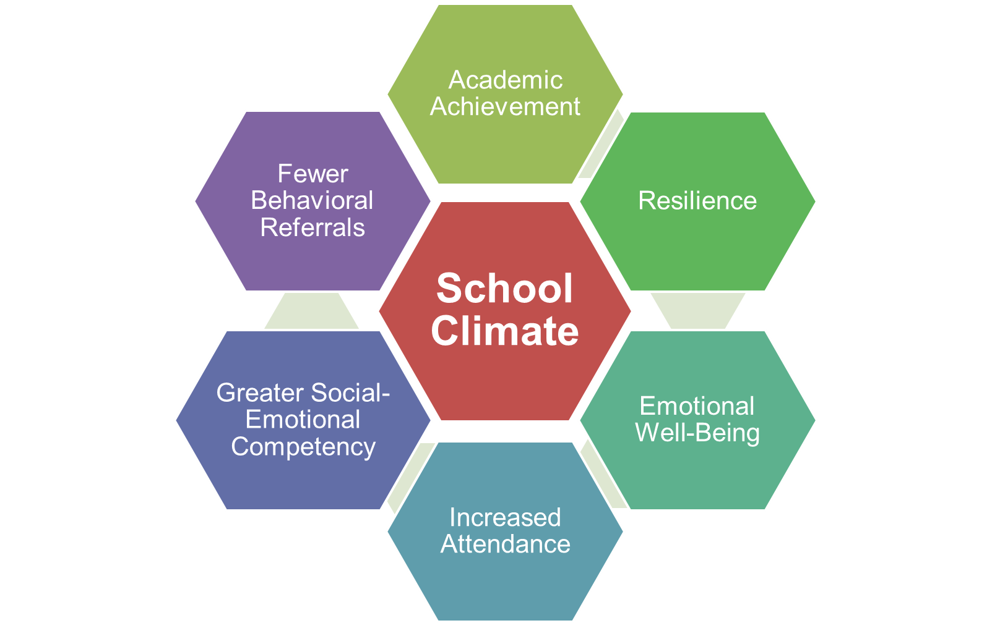 Academic
Achievement
Fewer
Behavioral
Referrals
Resilience
School
Climate
Greater Social-
Emotional
Competency
Emotional
Well-Being
Increased
Attendance